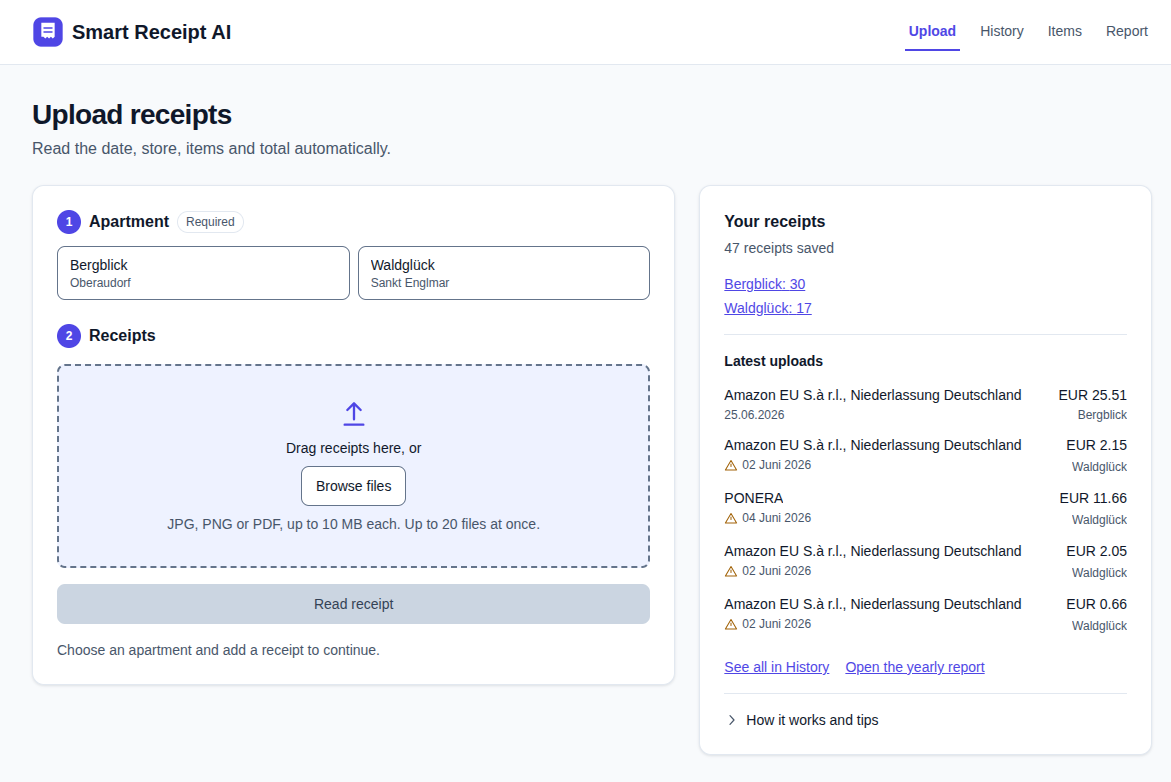 Smart Receipt AI
Upload History Items Report
Upload receipts
Read the date, store, items and total automatically.
1 Apartment Required
Bergblick
Oberaudorf
Waldglück
Sankt Englmar
2 Receipts
Drag receipts here, or
Browse files
JPG, PNG or PDF, up to 10 MB each. Up to 20 files at once.
Read receipt
Choose an apartment and add a receipt to continue.
Your receipts
47 receipts saved
Bergblick: 30
Waldglück: 17
Latest uploads
Amazon EU S.à r.l., Niederlassung Deutschland EUR 25.51
25.06.2026 Bergblick
Amazon EU S.à r.l., Niederlassung Deutschland EUR 2.15
02 Juni 2026 Waldglück
PONERA EUR 11.66
04 Juni 2026 Waldglück
Amazon EU S.à r.l., Niederlassung Deutschland EUR 2.05
02 Juni 2026 Waldglück
Amazon EU S.à r.l., Niederlassung Deutschland EUR 0.66
02 Juni 2026 Waldglück
See all in History Open the yearly report
How it works and tips